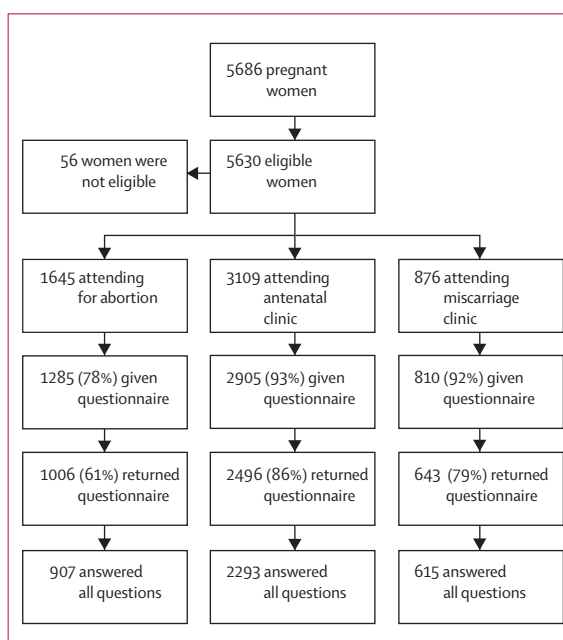 5686 pregnant
women
56 women were
not eligible
5630 eligible
women
1645 attending
for abortion
3109 attending
antenatal
clinic
876 attending
miscarriage
clinic
1285 (78%) given
questionnaire
2905 (93%) given
questionnaire
810 (92%) given
questionnaire
1006 (61%) returned
questionnaire
2496 (86%) returned
questionnaire
643 (79%) returned
questionnaire
907 answered
all questions
2293 answered
all questions
615 answered
all questions